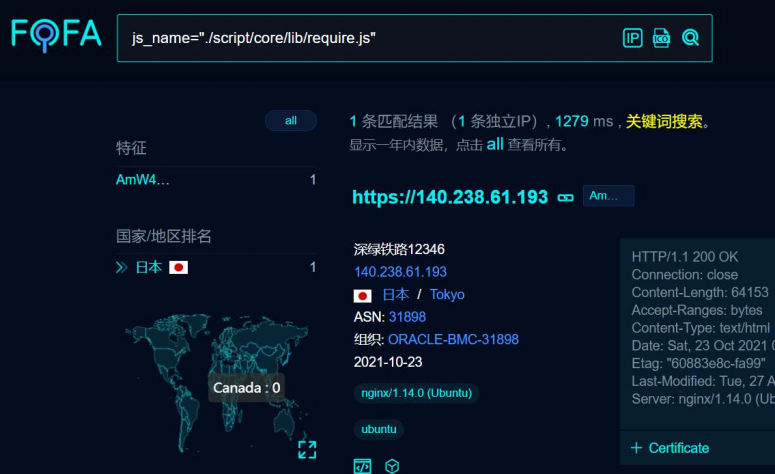 FOFA
js_name="./script/core/lib/require.js"
IP
ICO
all
1 条匹配结果 （1 条独立IP）, 1279 ms , 关键词搜索。
显示一年内数据，点击 all 查看所有。
特征
AmW4... 1
https://140.238.61.193 Am...
国家/地区排名
日本 1
深绿铁路12346
140.238.61.193
日本 / Tokyo
ASN: 31898
组织: ORACLE-BMC-31898
2021-10-23
nginx/1.14.0 (Ubuntu)
ubuntu
Canada : 0
HTTP/1.1 200 OK
Connection: close
Content-Length: 64153
Accept-Ranges: bytes
Content-Type: text/html
Date: Sat, 23 Oct 2021 0
Etag: "60883e8c-fa99"
Last-Modified: Tue, 27 A
Server: nginx/1.14.0 (Ub
+ Certificate